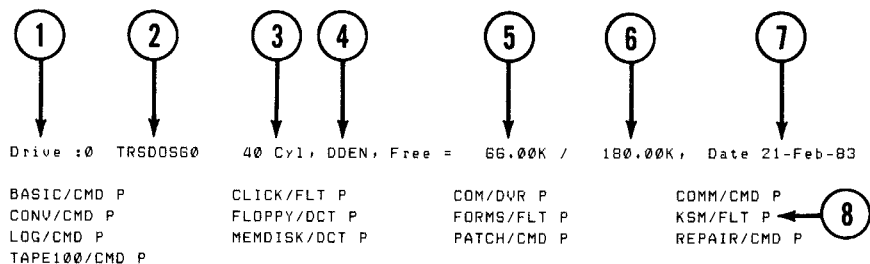 1 2 3 4 5 6 7
Drive :0 TRSDOS60 40 Cyl, DDEN, Free = 66.00K / 180.00K, Date 21-Feb-83
BASIC/CMD P CLICK/FLT P COM/DVR P COMM/CMD P
CONV/CMD P FLOPPY/DCT P FORMS/FLT P KSM/FLT P 8
LOG/CMD P MEMDISK/DCT P PATCH/CMD P REPAIR/CMD P
TAPE100/CMD P